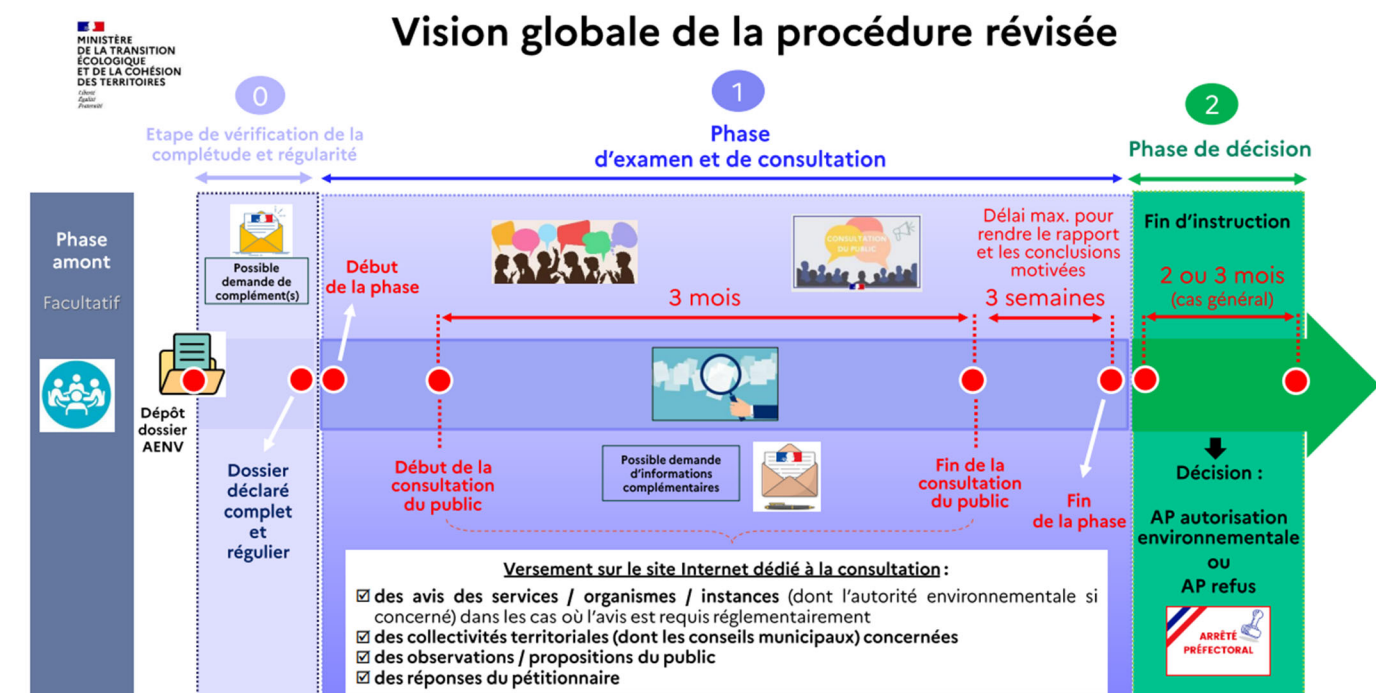 MINISTÈRE
DE LA TRANSITION
ÉCOLOGIQUE
ET DE LA COHÉSION
DES TERRITOIRES
Liberté
Égalité
Fraternité
Vision globale de la procédure révisée
0
Etape de vérification de la
complétude et régularité
1
Phase
d'examen et de consultation
2
Phase de décision
Phase
amont
Facultatif
Dépôt
dossier
AENV
Possible
demande de
complément(s)
Dossier
déclaré
complet
et
régulier
Début
de la phase
CONSULTATION
DU PUBLIC
3 mois
Délai max. pour
rendre le rapport
et les conclusions
motivées
3 semaines
Début de la
consultation
du public
Possible demande
d'informations
complémentaires
Fin de la
consultation
du public
Fin
de la phase
Versement sur le site Internet dédié à la consultation :
☑ des avis des services / organismes / instances (dont l'autorité environnementale si
concerné) dans les cas où l'avis est requis réglementairement
☑ des collectivités territoriales (dont les conseils municipaux) concernées
☑ des observations / propositions du public
☑ des réponses du pétitionnaire
Fin d'instruction
2 ou 3 mois
(cas général)
Décision :
AP autorisation
environnementale
ou
AP refus
ARRÊTÉ
PRÉFECTORAL